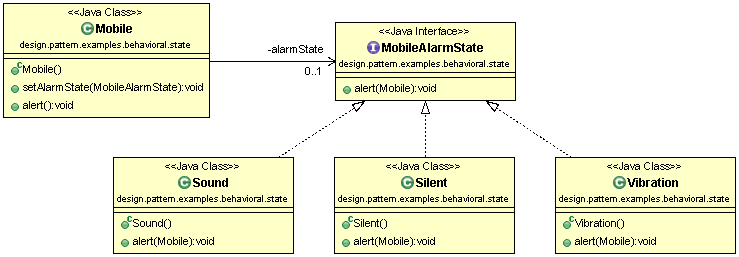 <<Java Class>>
Mobile
design.pattern.examples.behavioral.state
Mobile()
setAlarmState(MobileAlarmState):void
alert():void
-alarmState
0..1
<<Java Interface>>
MobileAlarmState
design.pattern.examples.behavioral.state
alert(Mobile):void
<<Java Class>>
Sound
design.pattern.examples.behavioral.state
Sound()
alert(Mobile):void
<<Java Class>>
Silent
design.pattern.examples.behavioral.state
Silent()
alert(Mobile):void
<<Java Class>>
Vibration
design.pattern.examples.behavioral.state
Vibration()
alert(Mobile):void